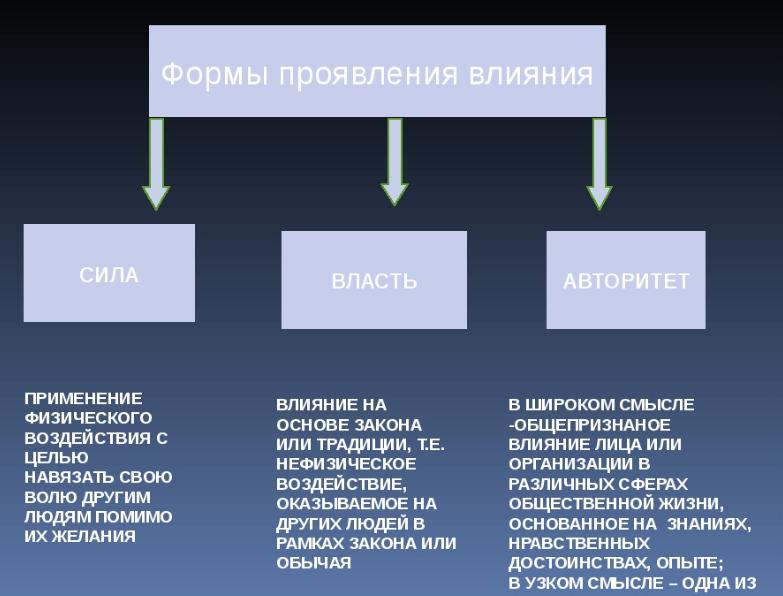 Формы проявления влияния
СИЛА
ВЛАСТЬ
АВТОРИТЕТ
ПРИМЕНЕНИЕ
ФИЗИЧЕСКОГО
ВОЗДЕЙСТВИЯ С
ЦЕЛЬЮ
НАВЯЗАТЬ СВОЮ
ВОЛЮ ДРУГИМ
ЛЮДЯМ ПОМИМО
ИХ ЖЕЛАНИЯ
ВЛИЯНИЕ НА
ОСНОВЕ ЗАКОНА
ИЛИ ТРАДИЦИИ, Т.Е.
НЕФИЗИЧЕСКОЕ
ВОЗДЕЙСТВИЕ,
ОКАЗЫВАЕМОЕ НА
ДРУГИХ ЛЮДЕЙ В
РАМКАХ ЗАКОНА ИЛИ
ОБЫЧАЯ
В ШИРОКОМ СМЫСЛЕ
-ОБЩЕПРИЗНАНОЕ
ВЛИЯНИЕ ЛИЦА ИЛИ
ОРГАНИЗАЦИИ В
РАЗЛИЧНЫХ СФЕРАХ
ОБЩЕСТВЕННОЙ ЖИЗНИ,
ОСНОВАННОЕ НА ЗНАНИЯХ,
НРАВСТВЕННЫХ
ДОСТОИНСТВАХ, ОПЫТЕ;
В УЗКОМ СМЫСЛЕ – ОДНА ИЗ